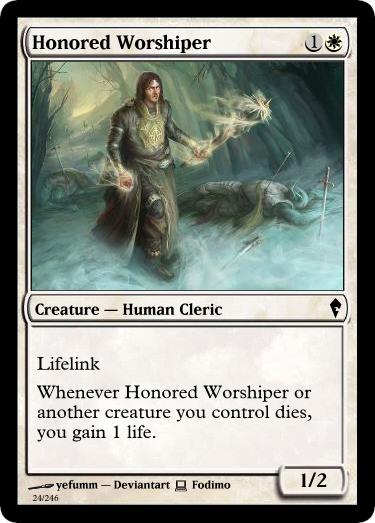 Honored Worshiper 1
Creature — Human Cleric
Lifelink
Whenever Honored Worshiper or
another creature you control dies,
you gain 1 life.
yefumm — Deviantart Fodimo
1/2
24/246